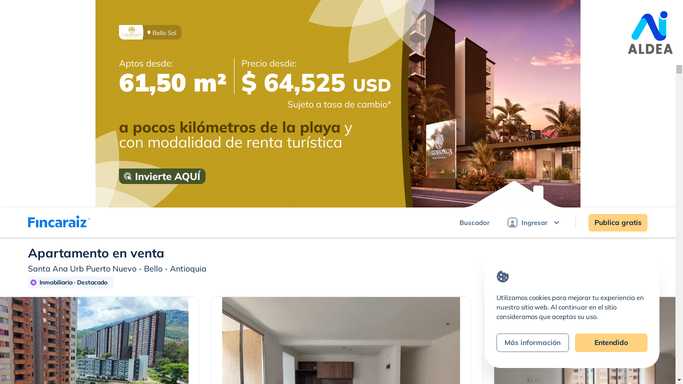 Bello Sol
Aptos desde:
61,50 m²
Precio desde:
$ 64,525 USD
Sujeto a tasa de cambio*
a pocos kilómetros de la playa y
con modalidad de renta turística
Invierte AQUÍ
ALDEA
Fincaraiz
Buscador
Ingresar
Publica gratis
Apartamento en venta
Santa Ana Urb Puerto Nuevo - Bello - Antioquia
Inmobiliaria - Destacado
Utilizamos cookies para mejorar tu experiencia en
nuestro sitio web. Al continuar en el sitio
consideramos que aceptas su uso.
Más información
Entendido